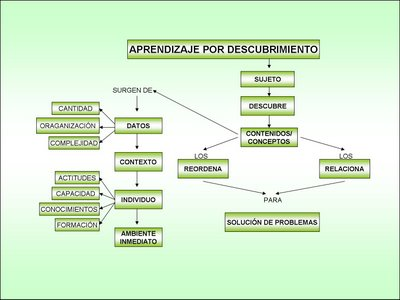 APRENDIZAJE POR DESCUBRIMIENTO
SUJETO
SURGEN DE
DESCUBRE
CANTIDAD
ORAGANIZACIÓN
DATOS
COMPLEJIDAD
CONTENIDOS/
CONCEPTOS
CONTEXTO
LOS
LOS
REORDENA
RELACIONA
ACTITUDES
CAPACIDAD
INDIVIDUO
CONOCIMIENTOS
FORMACIÓN
PARA
AMBIENTE
INMEDIATO
SOLUCIÓN DE PROBLEMAS